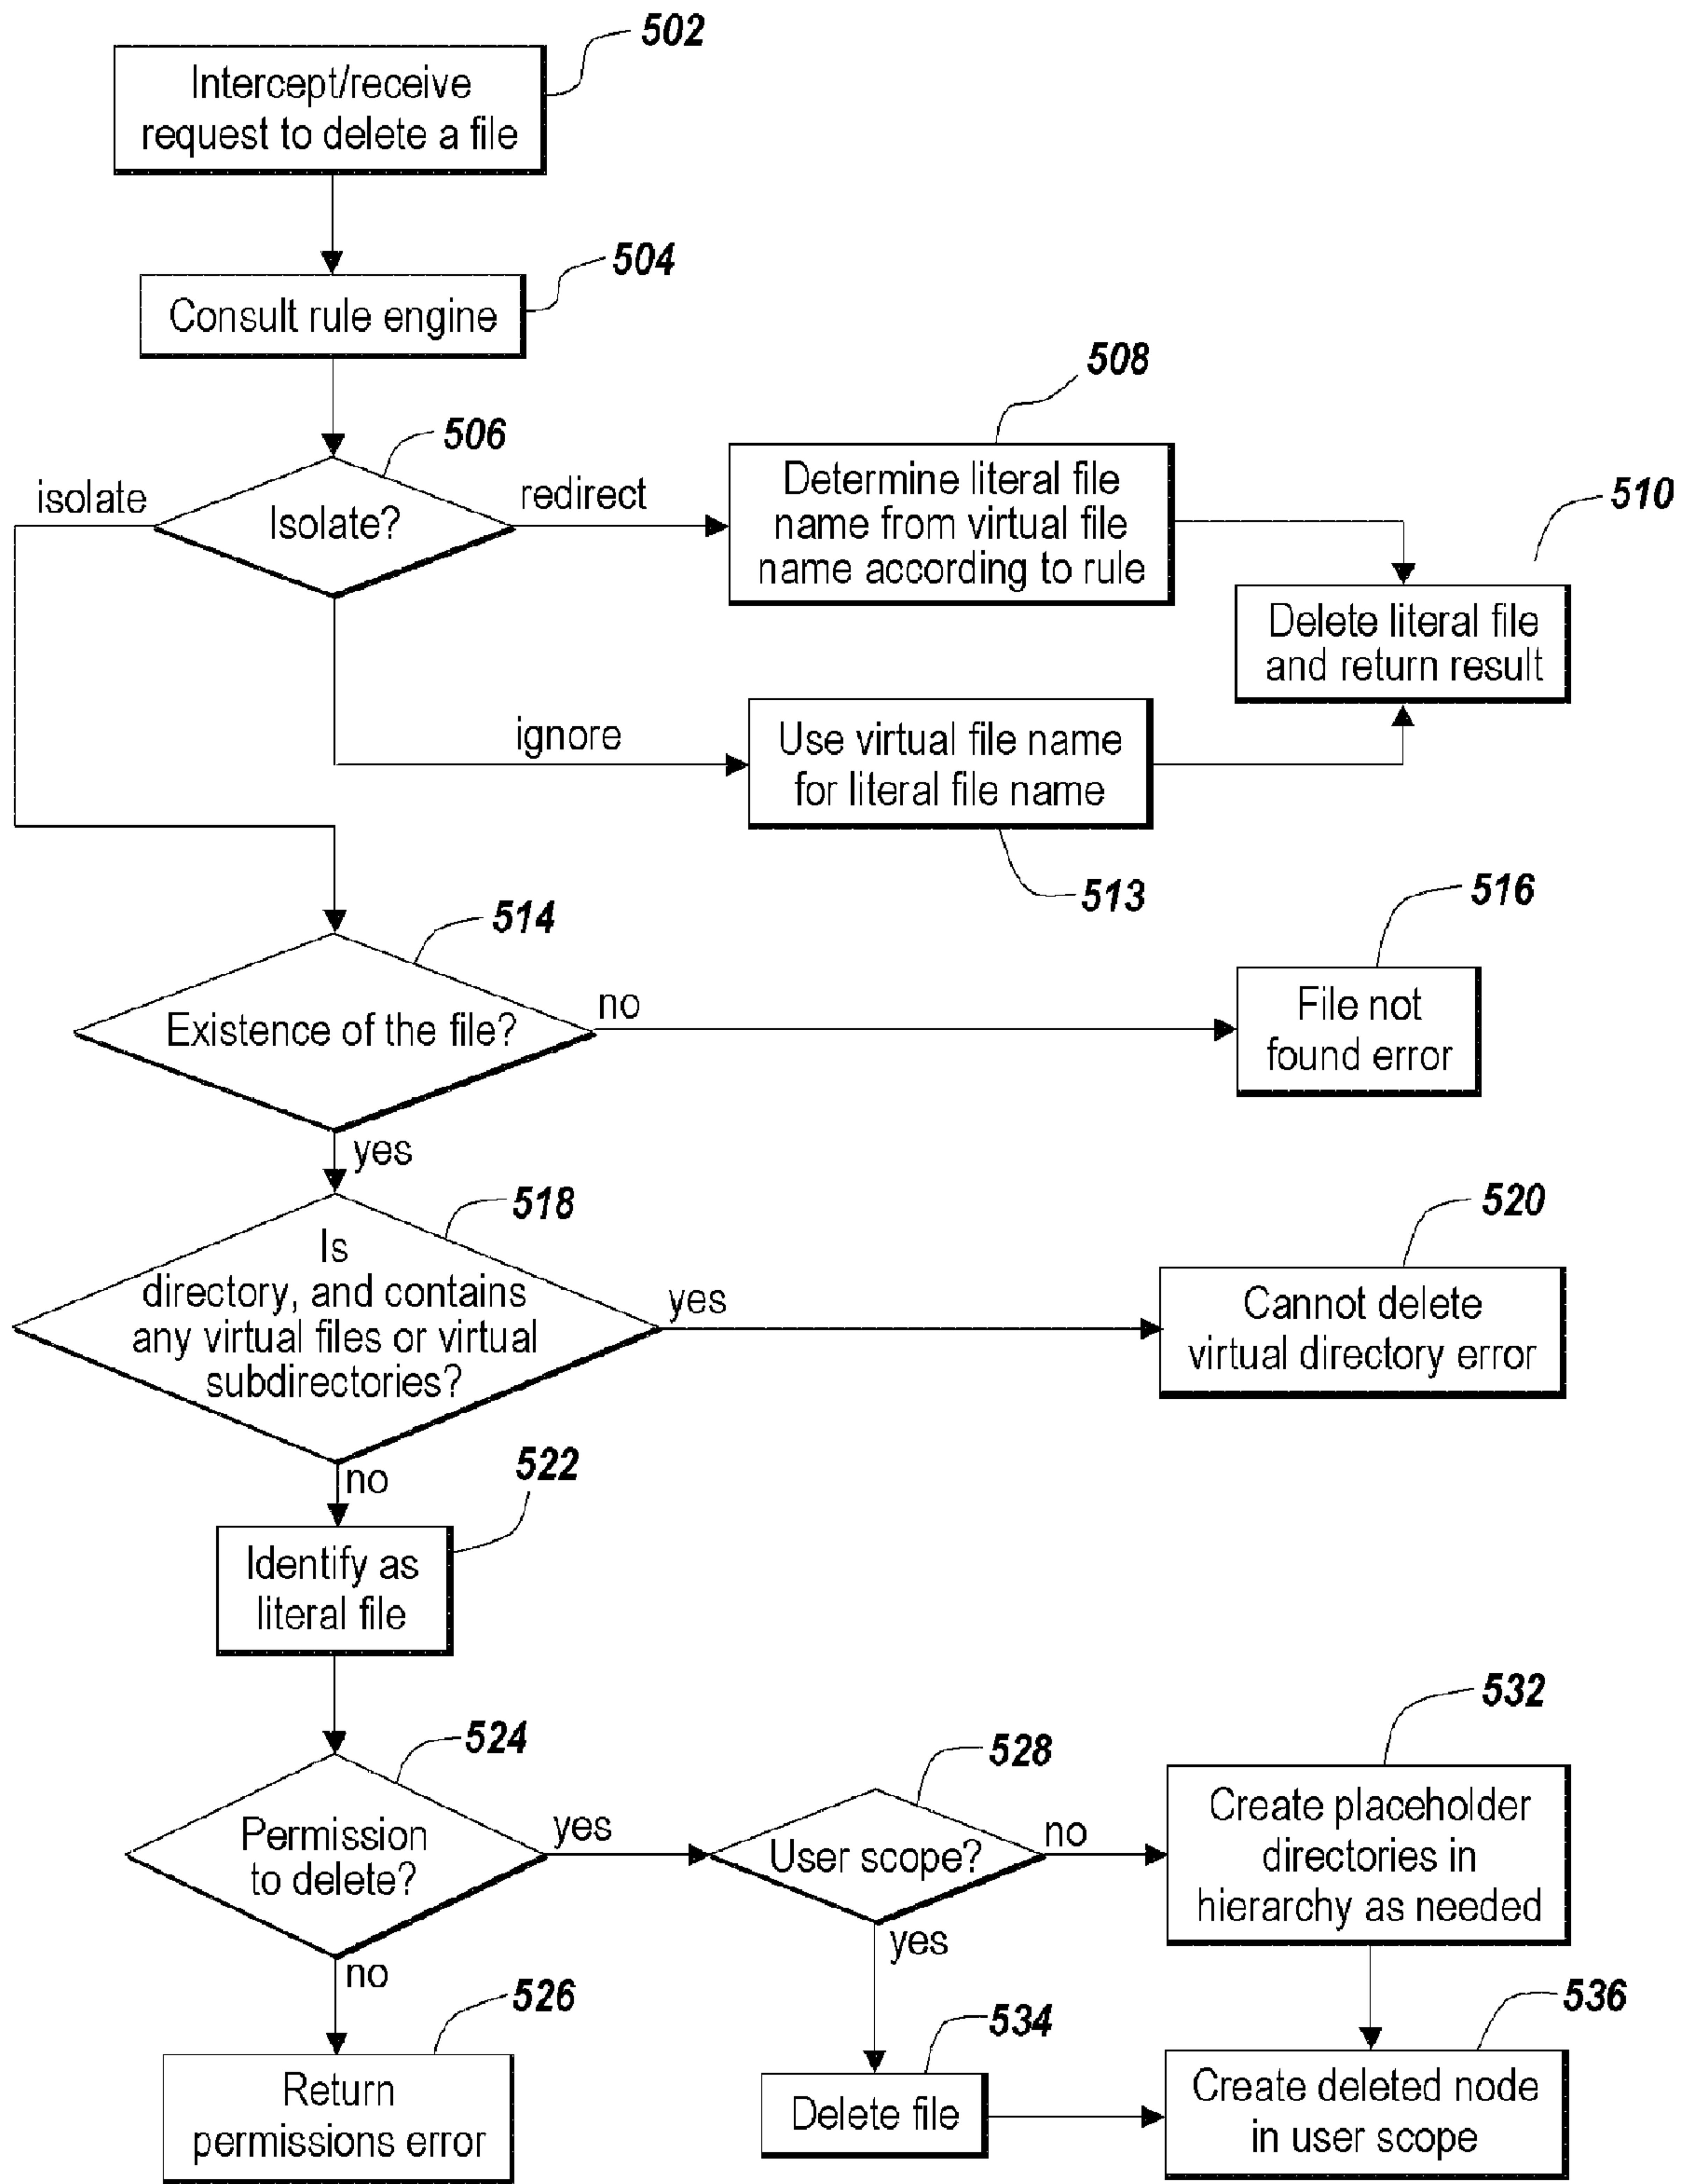 502
Intercept/receive
request to delete a file
504
Consult rule engine
508
506
isolate
Isolate?
redirect
Determine literal file
name from virtual file
name according to rule
510
Delete literal file
and return result
ignore
Use virtual file name
for literal file name
513
514
516
Existence of the file?
no
File not
found error
yes
518
520
Is
directory, and contains
any virtual files or virtual
subdirectories?
yes
Cannot delete
virtual directory error
no
522
Identify as
literal file
524
528
532
Permission
to delete?
yes
User scope?
no
Create placeholder
directories in
hierarchy as needed
no
yes
526
534
536
Return
permissions error
Delete file
Create deleted node
in user scope